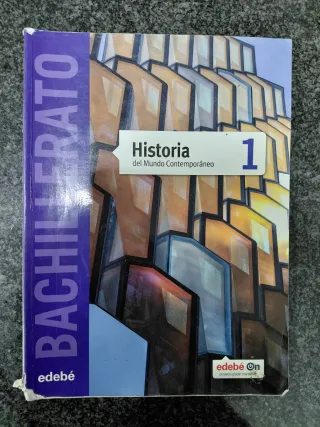 BACHILLERATO
Historia
del Mundo Contemporáneo
1
edebé
edebé On